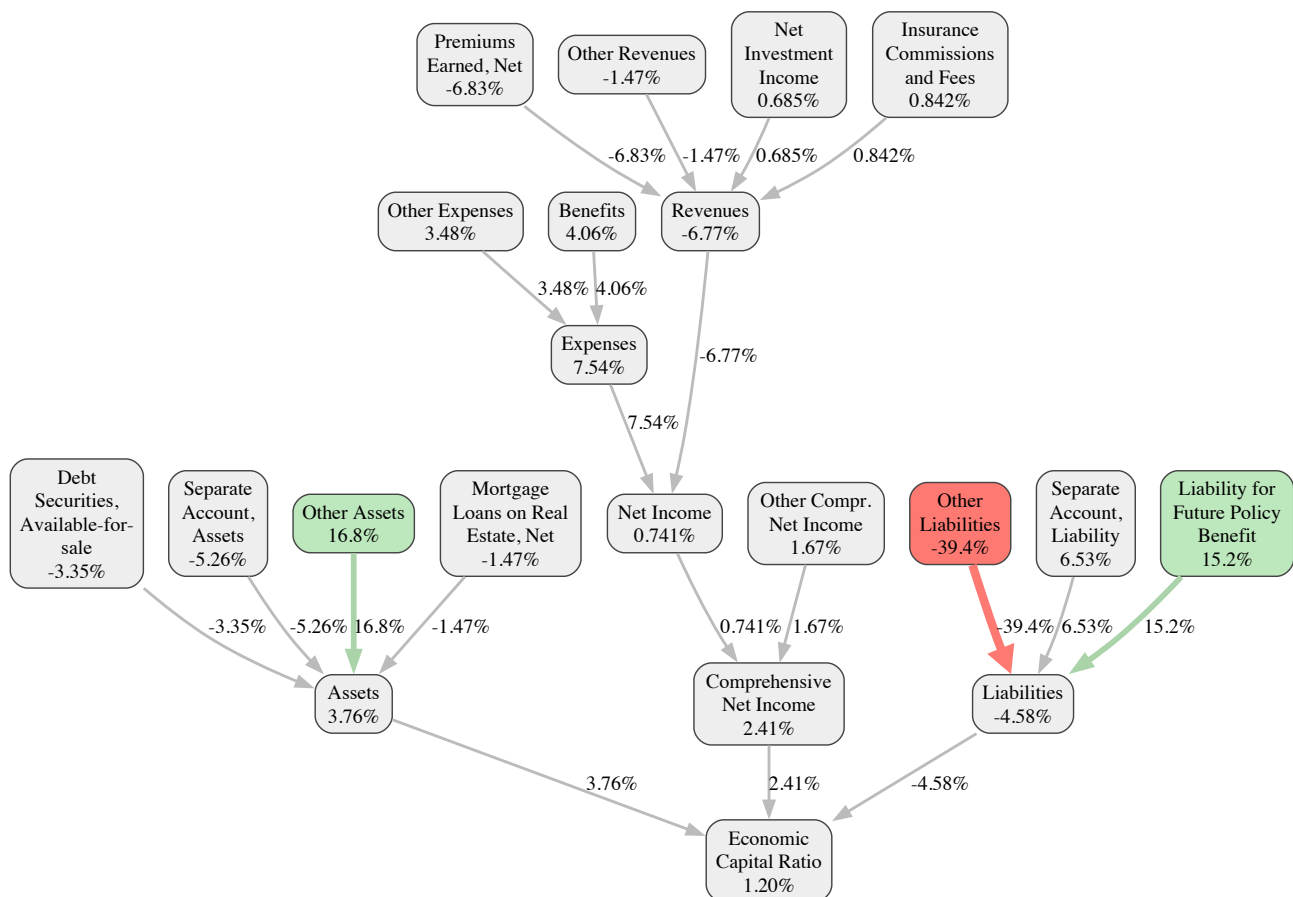 Premiums
Earned, Net
-6.83%
Other Revenues
-1.47%
Net
Investment
Income
0.685%
Insurance
Commissions
and Fees
0.842%
-6.83%
-1.47%
0.685%
0.842%
Other Expenses
3.48%
Benefits
4.06%
Revenues
-6.77%
3.48%
4.06%
Expenses
7.54%
-6.77%
7.54%
Debt
Securities,
Available-for-
sale
-3.35%
Separate
Account,
Assets
-5.26%
Other Assets
16.8%
Mortgage
Loans on Real
Estate, Net
-1.47%
Net Income
0.741%
Other Compr.
Net Income
1.67%
Other
Liabilities
-39.4%
Separate
Account,
Liability
6.53%
Liability for
Future Policy
Benefit
15.2%
-3.35%
-5.26%
16.8%
-1.47%
0.741%
1.67%
-39.4%
6.53%
15.2%
Assets
3.76%
Comprehensive
Net Income
2.41%
Liabilities
-4.58%
3.76%
2.41%
-4.58%
Economic
Capital Ratio
1.20%